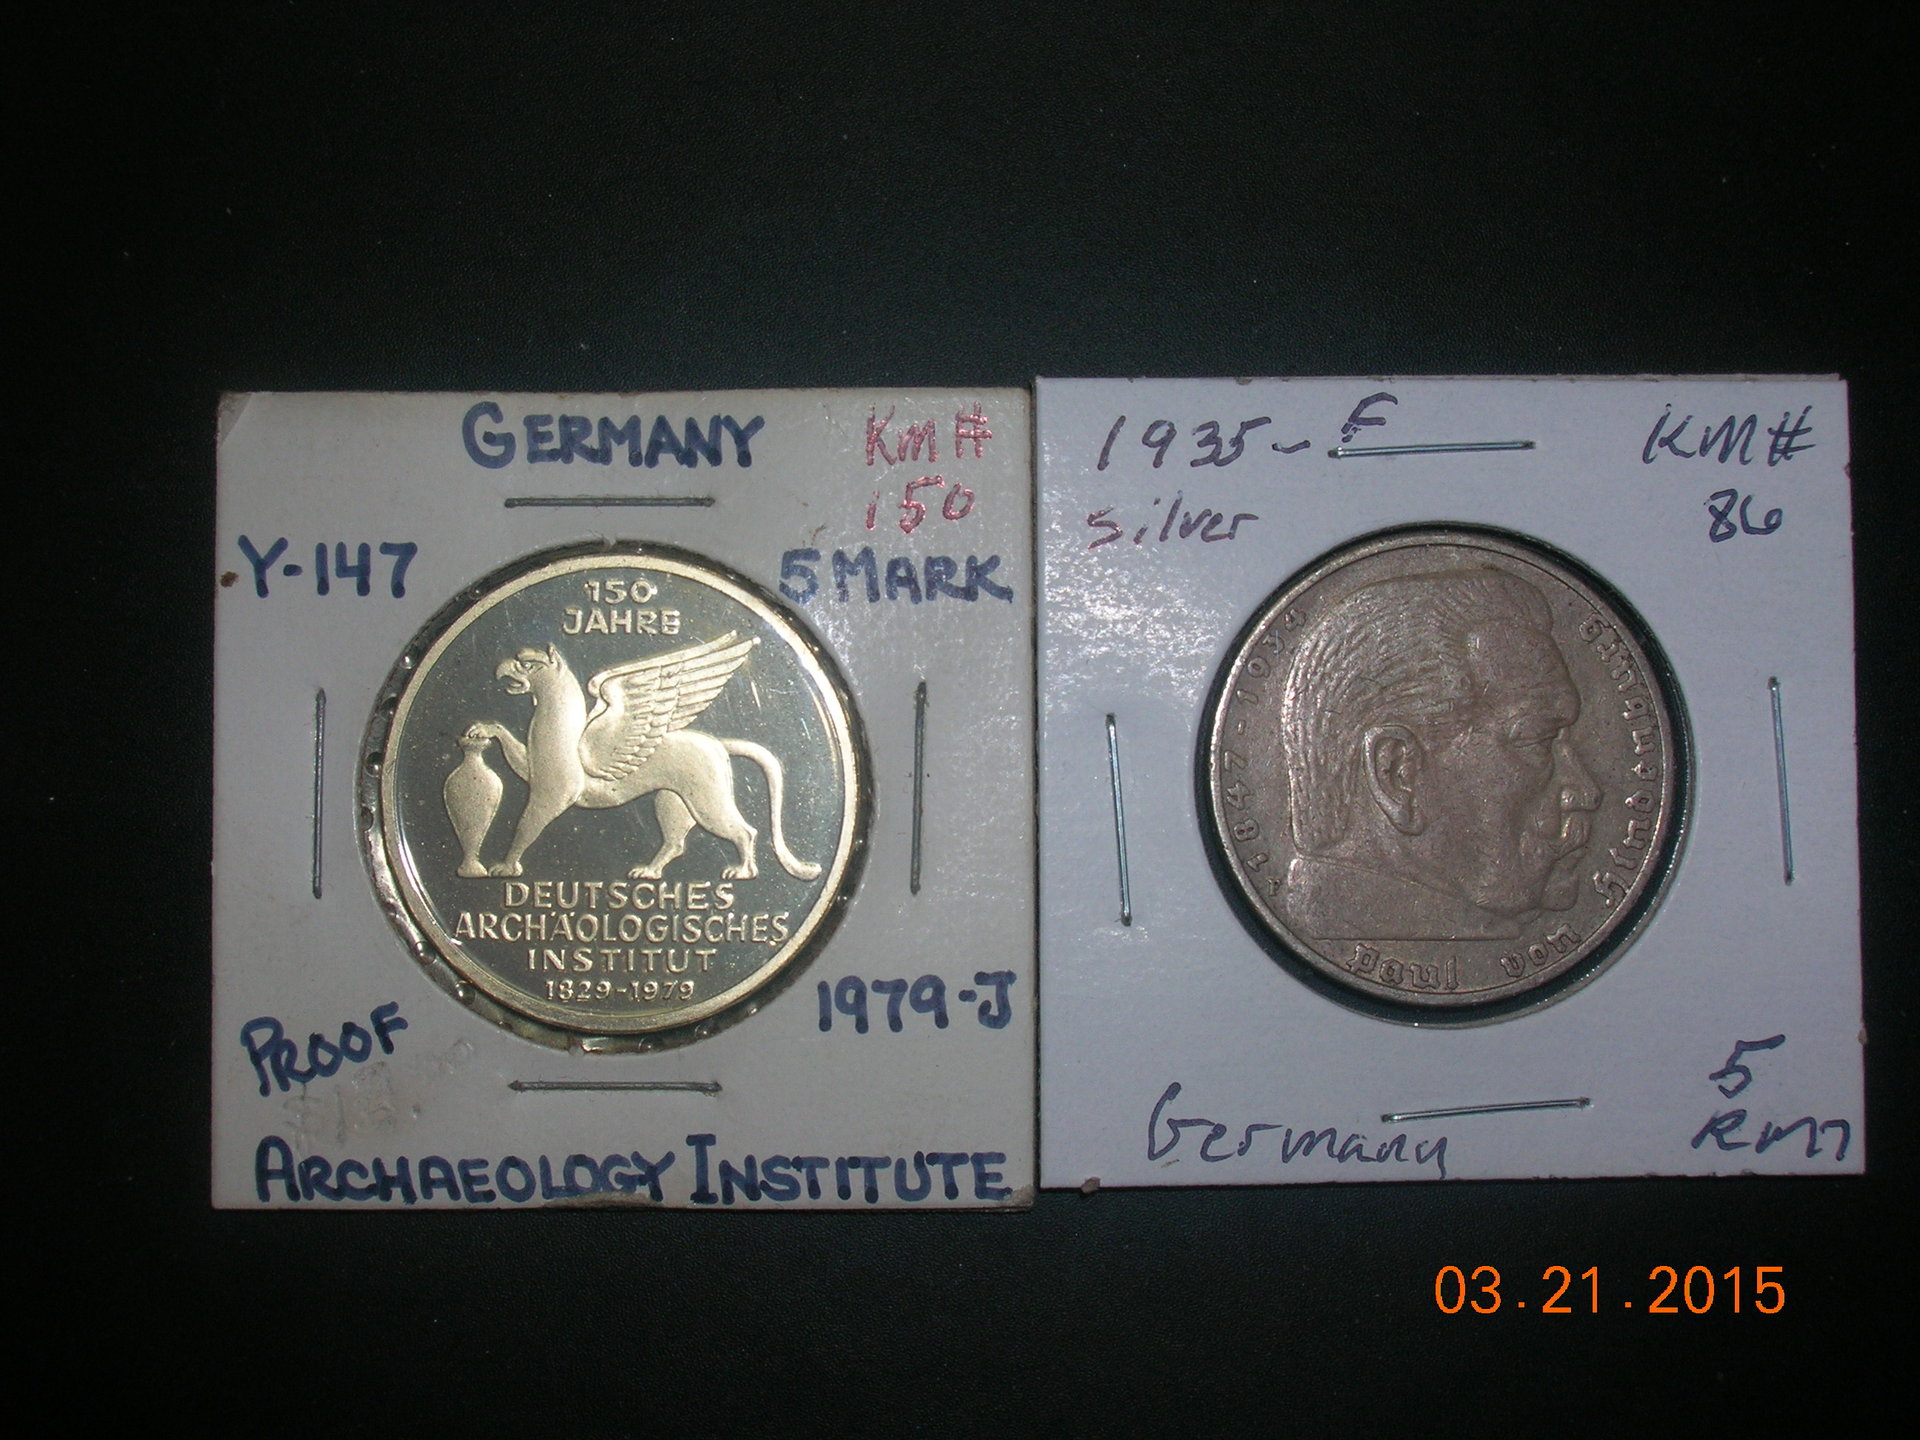 GERMANY
KM#
150
Y-147
5 MARK
150
JAHRE
DEUTSCHES
ARCHÄOLOGISCHES
INSTITUT
1829-1979
1979-J
PROOF
ARCHAEOLOGY INSTITUTE
1935-F
KM#
86
silver
1847-1934
Paul von Hindenburg
F
5
RM
Germany
03.21.2015